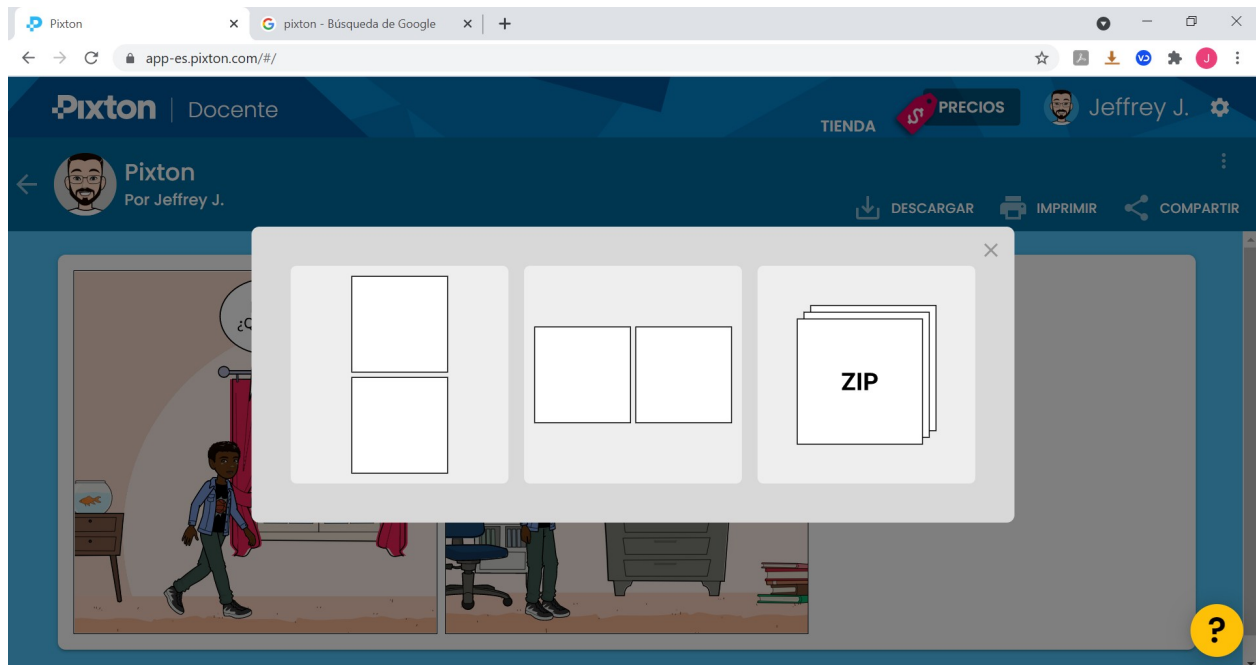 Pixton
pixton - Búsqueda de Google
app-es.pixton.com/#/
J
Pixton | Docente
TIENDA
PRECIOS
Jeffrey J.
Pixton
Por Jeffrey J.
DESCARGAR
IMPRIMIR
COMPARTIR
ZIP
?